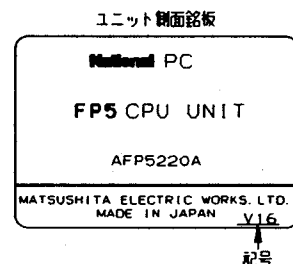 ユニット側面銘板
National PC
FP5 CPU UNIT
AFP5220A
MATSUSHITA ELECTRIC WORKS. LTD.
MADE IN JAPAN V16
記号